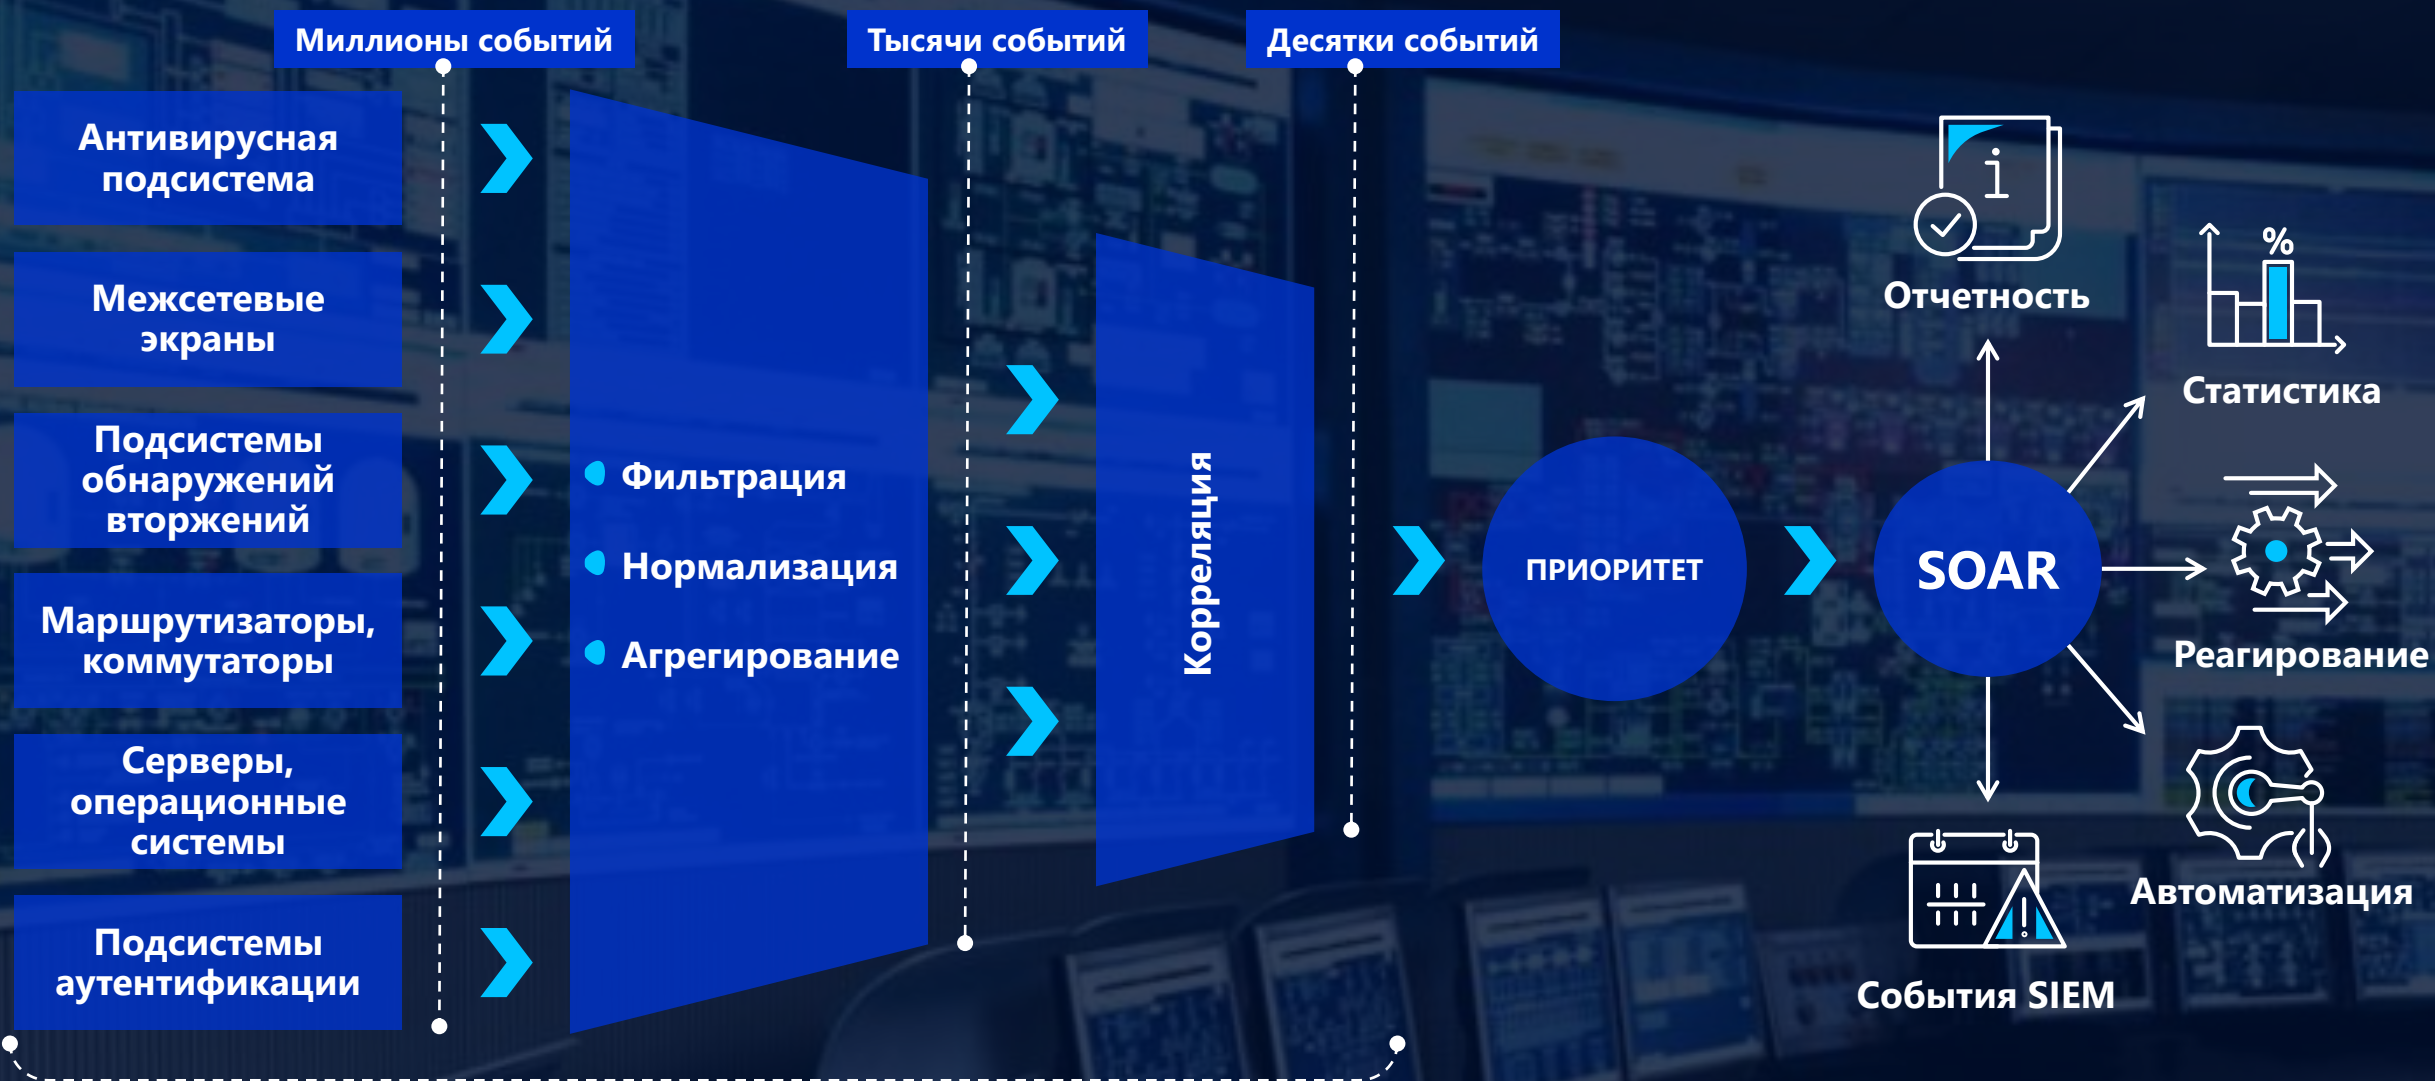 Миллионы событий
Тысячи событий
Десятки событий
Антивирусная
подсистема
Межсетевые
экраны
Подсистемы
обнаружений
вторжений
Маршрутизаторы,
коммутаторы
Серверы,
операционные
системы
Подсистемы
аутентификации
Фильтрация
Нормализация
Агрегирование
Корреляция
ПРИОРИТЕТ
SOAR
Отчетность
%
Статистика
Реагирование
Автоматизация
События SIEM